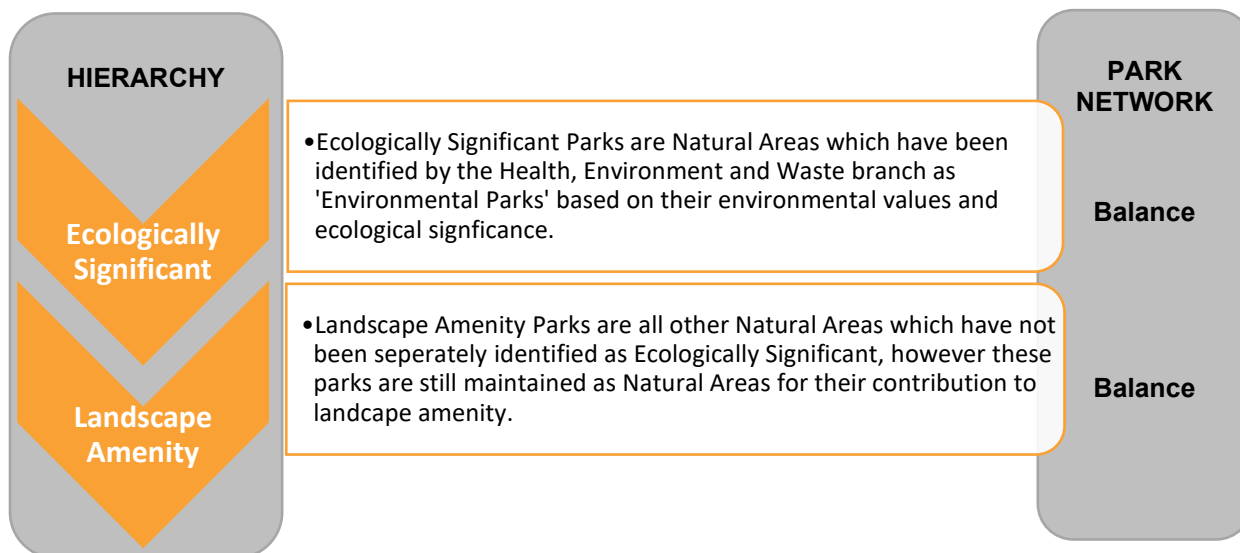 HIERARCHY
PARK
NETWORK
•Ecologically Significant Parks are Natural Areas which have been
identified by the Health, Environment and Waste branch as
'Environmental Parks' based on their environmental values and
ecological signficance.
Ecologically
Significant
Balance
•Landscape Amenity Parks are all other Natural Areas which have not
been seperately identified as Ecologically Significant, however these
parks are still maintained as Natural Areas for their contribution to
landcape amenity.
Landscape
Amenity
Balance